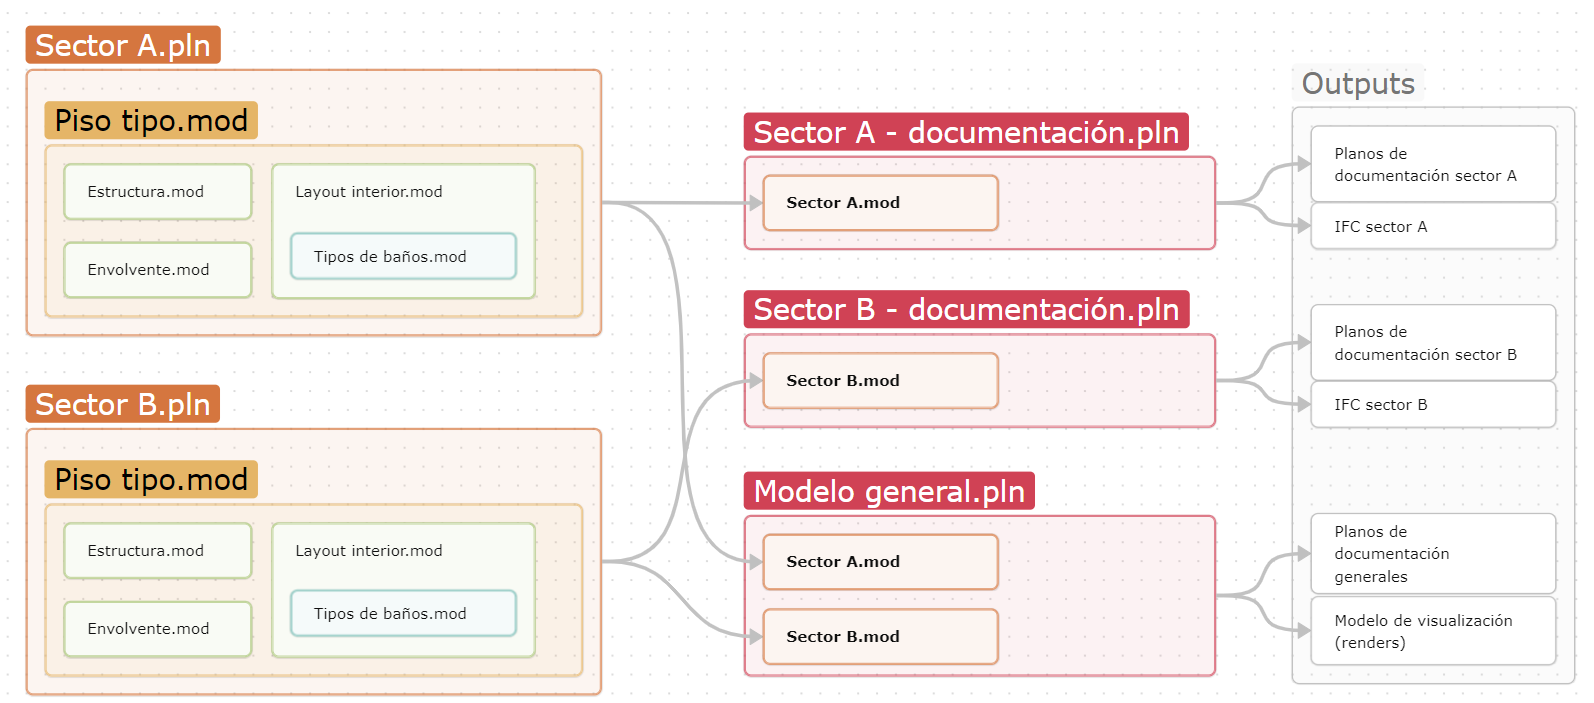 Sector A.pln
Piso tipo.mod
Estructura.mod
Layout interior.mod
Envolvente.mod
Tipos de baños.mod
Sector B.pln
Piso tipo.mod
Estructura.mod
Layout interior.mod
Envolvente.mod
Tipos de baños.mod
Sector A - documentación.pln
Sector A.mod
Sector B - documentación.pln
Sector B.mod
Modelo general.pln
Sector A.mod
Sector B.mod
Outputs
Planos de
documentación sector A
IFC sector A
Planos de
documentación sector B
IFC sector B
Planos de
documentación
generales
Modelo de visualización
(renders)